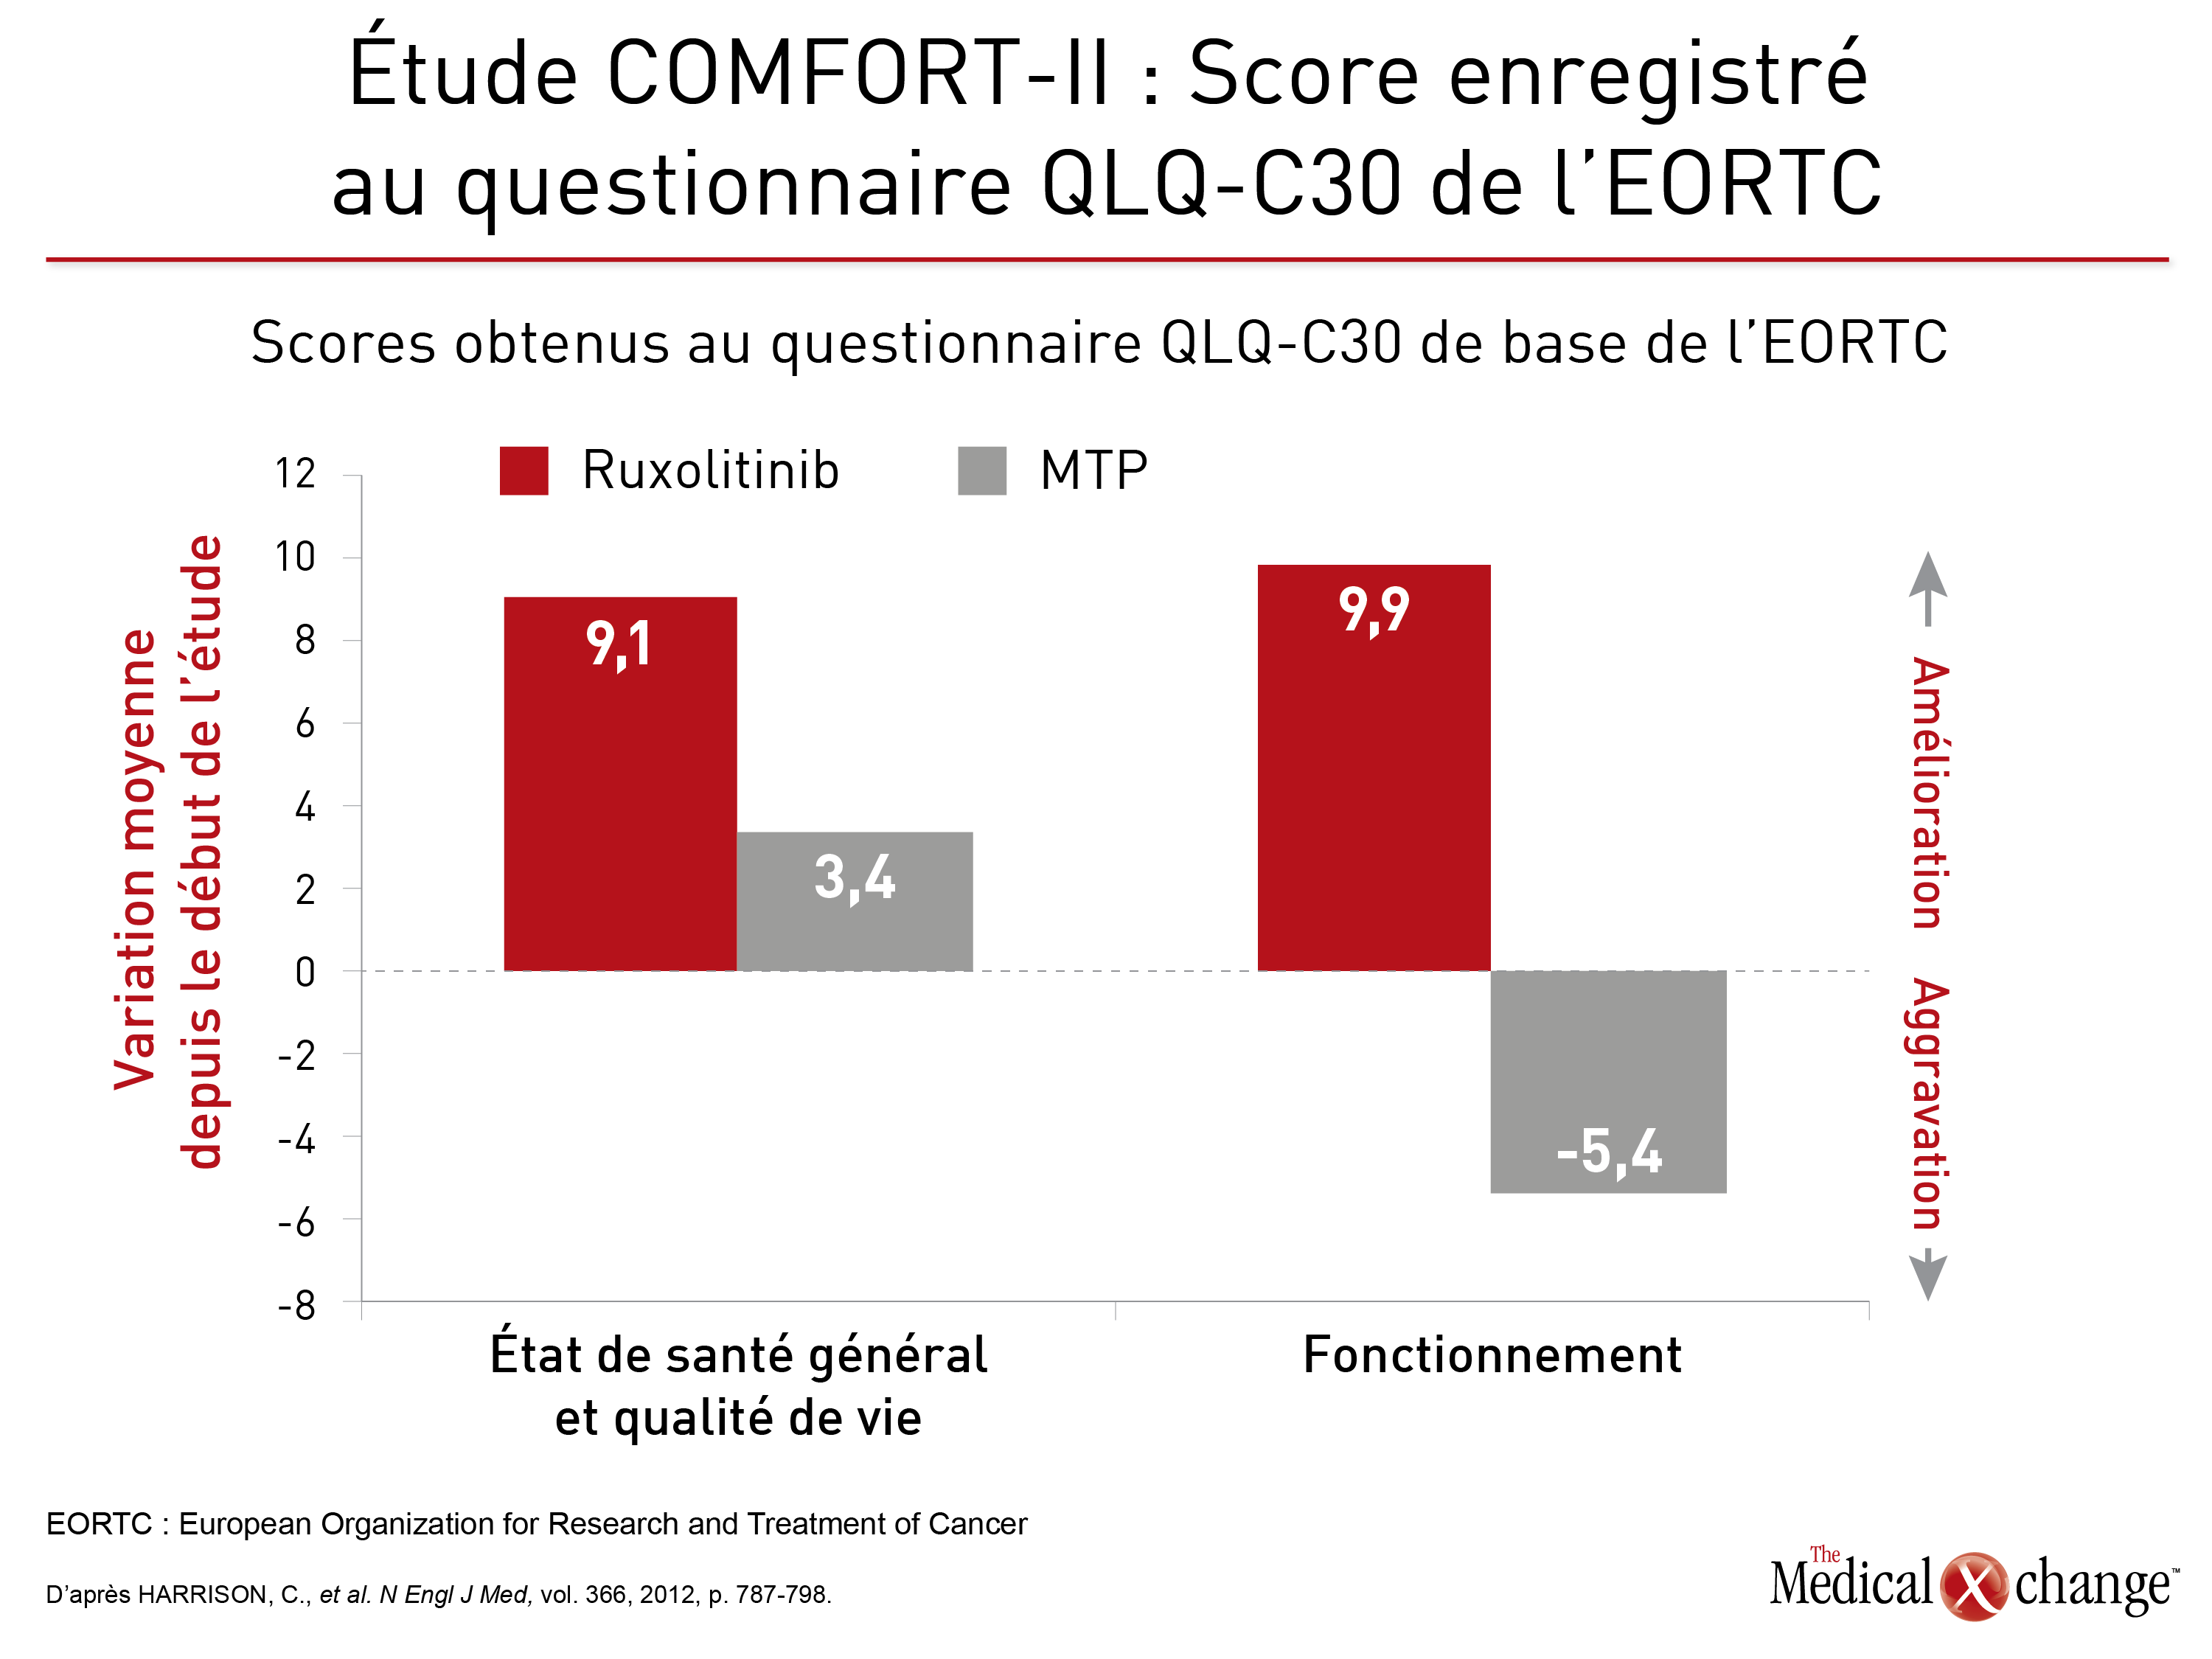 Étude COMFORT-II : Score enregistré
au questionnaire QLQ-C30 de l’EORTC
Scores obtenus au questionnaire QLQ-C30 de base de l’EORTC
Ruxolitinib
MTP
Variation moyenne
depuis le début de l’étude
12
10
8
6
4
2
0
-2
-4
-6
-8
9,1
3,4
9,9
-5,4
Amélioration
Aggravation
État de santé général
et qualité de vie
Fonctionnement
EORTC : European Organization for Research and Treatment of Cancer
D’après HARRISON, C., et al. N Engl J Med, vol. 366, 2012, p. 787-798.
The
Medical Xchange™